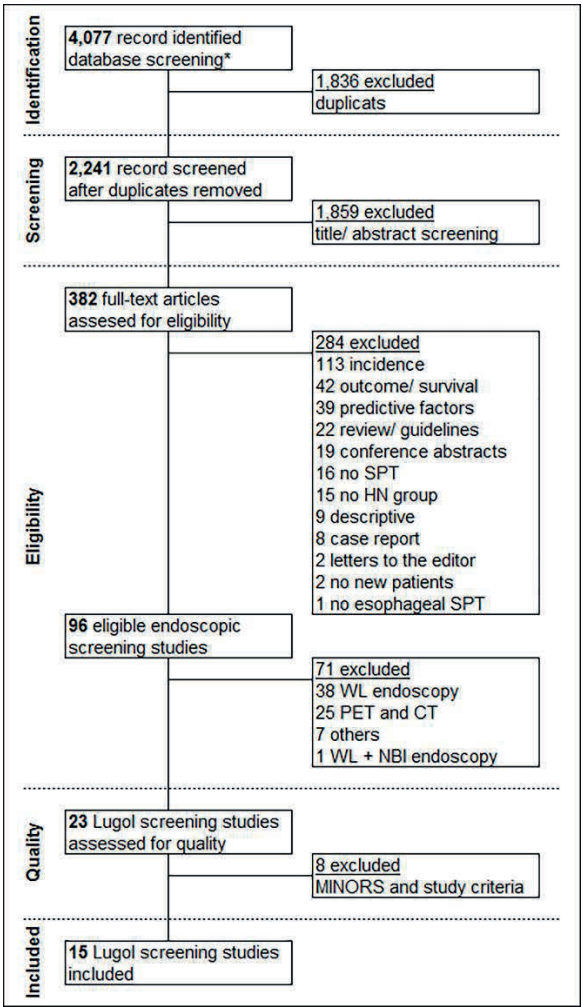 Identification
4,077 record identified
database screening*
1,836 excluded
duplicats
Screening
2,241 record screened
after duplicates removed
1,859 excluded
title/ abstract screening
Eligibility
382 full-text articles
assesed for eligibility
284 excluded
113 incidence
42 outcome/ survival
39 predictive factors
22 review/ guidelines
19 conference abstracts
16 no SPT
15 no HN group
9 descriptive
8 case report
2 letters to the editor
2 no new patients
1 no esophageal SPT
96 eligible endoscopic
screening studies
71 excluded
38 WL endoscopy
25 PET and CT
7 others
1 WL + NBI endoscopy
Quality
23 Lugol screening studies
assessed for quality
8 excluded
MINORS and study criteria
Included
15 Lugol screening studies
included